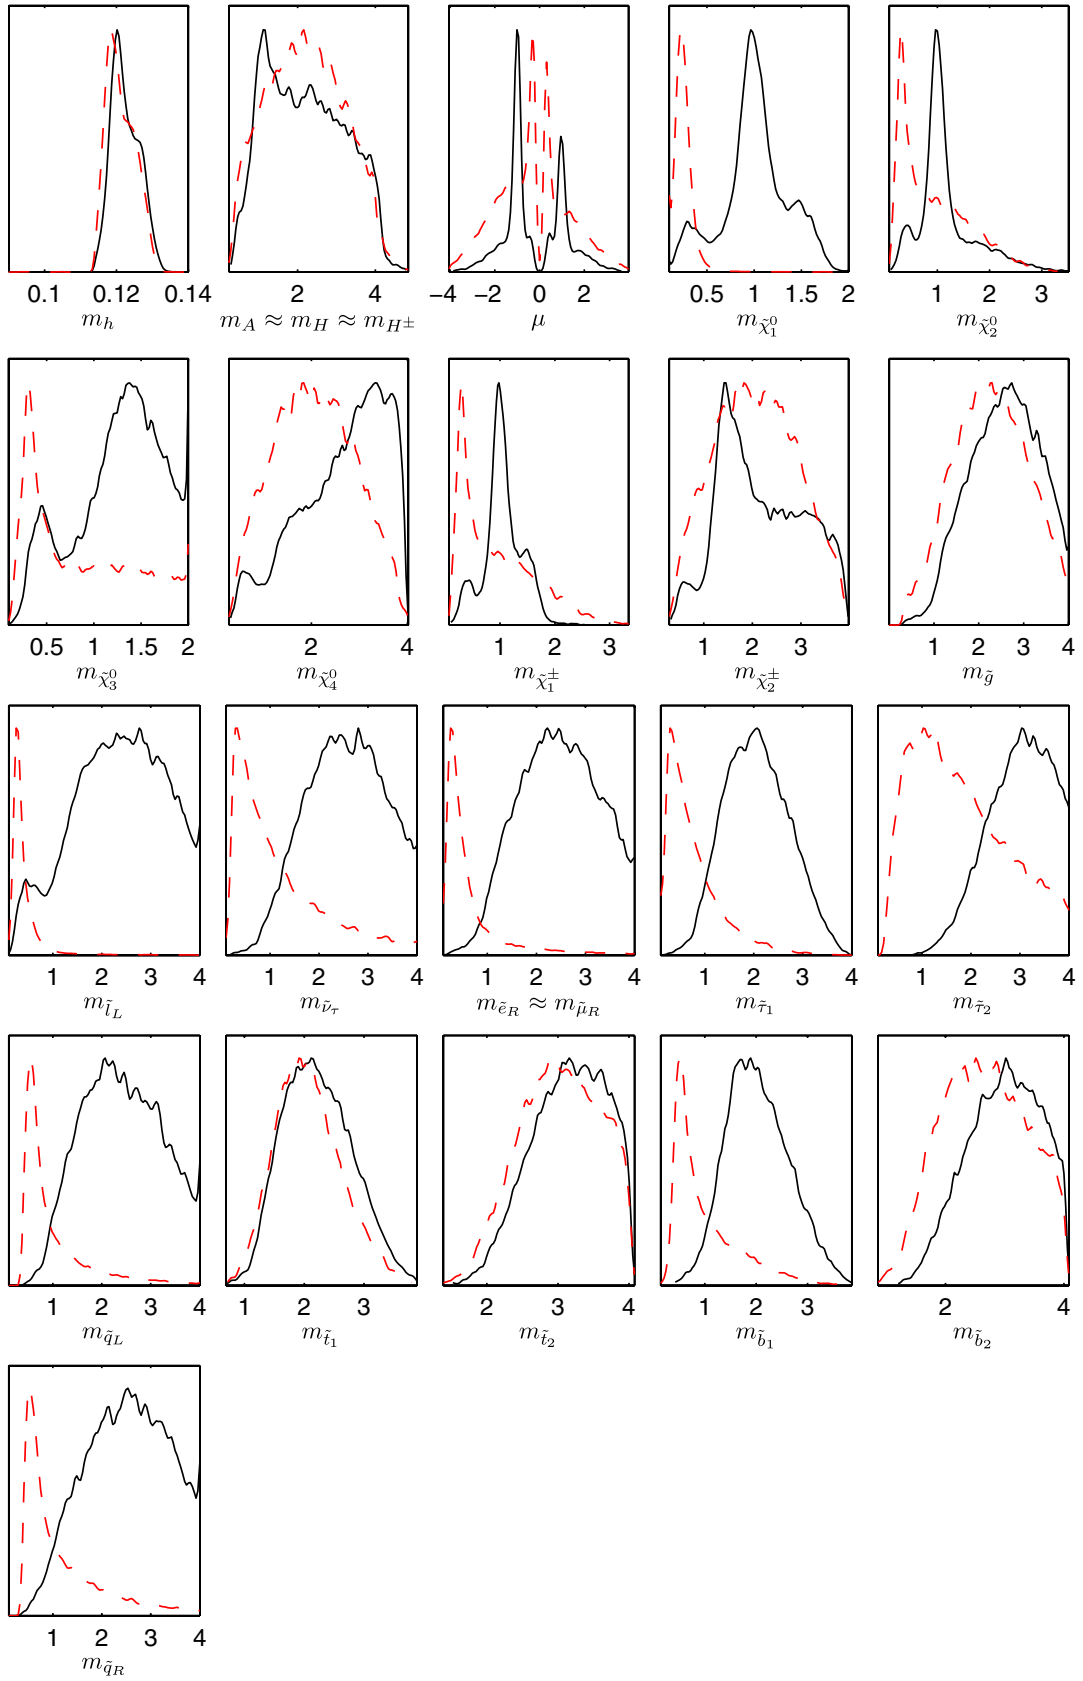 0.1 0.12 0.14 2 4 −4 −2 0 2 0.5 1 1.5 2 1 2 3
m_h m_A ≈ m_H ≈ m_{H^±} μ m_{χ̃_1^0} m_{χ̃_2^0}
0.5 1 1.5 2 2 4 1 2 3 1 2 3 1 2 3 4
m_{χ̃_3^0} m_{χ̃_4^0} m_{χ̃_1^±} m_{χ̃_2^±} m_{g̃}
1 2 3 4 1 2 3 4 1 2 3 4 1 2 3 4 1 2 3 4
m_{l̃_L} m_{ν̃_τ} m_{ẽ_R} ≈ m_{μ̃_R} m_{τ̃_1} m_{τ̃_2}
1 2 3 4 1 2 3 2 3 4 1 2 3 2 4
m_{q̃_L} m_{t̃_1} m_{t̃_2} m_{b̃_1} m_{b̃_2}
1 2 3 4
m_{q̃_R}